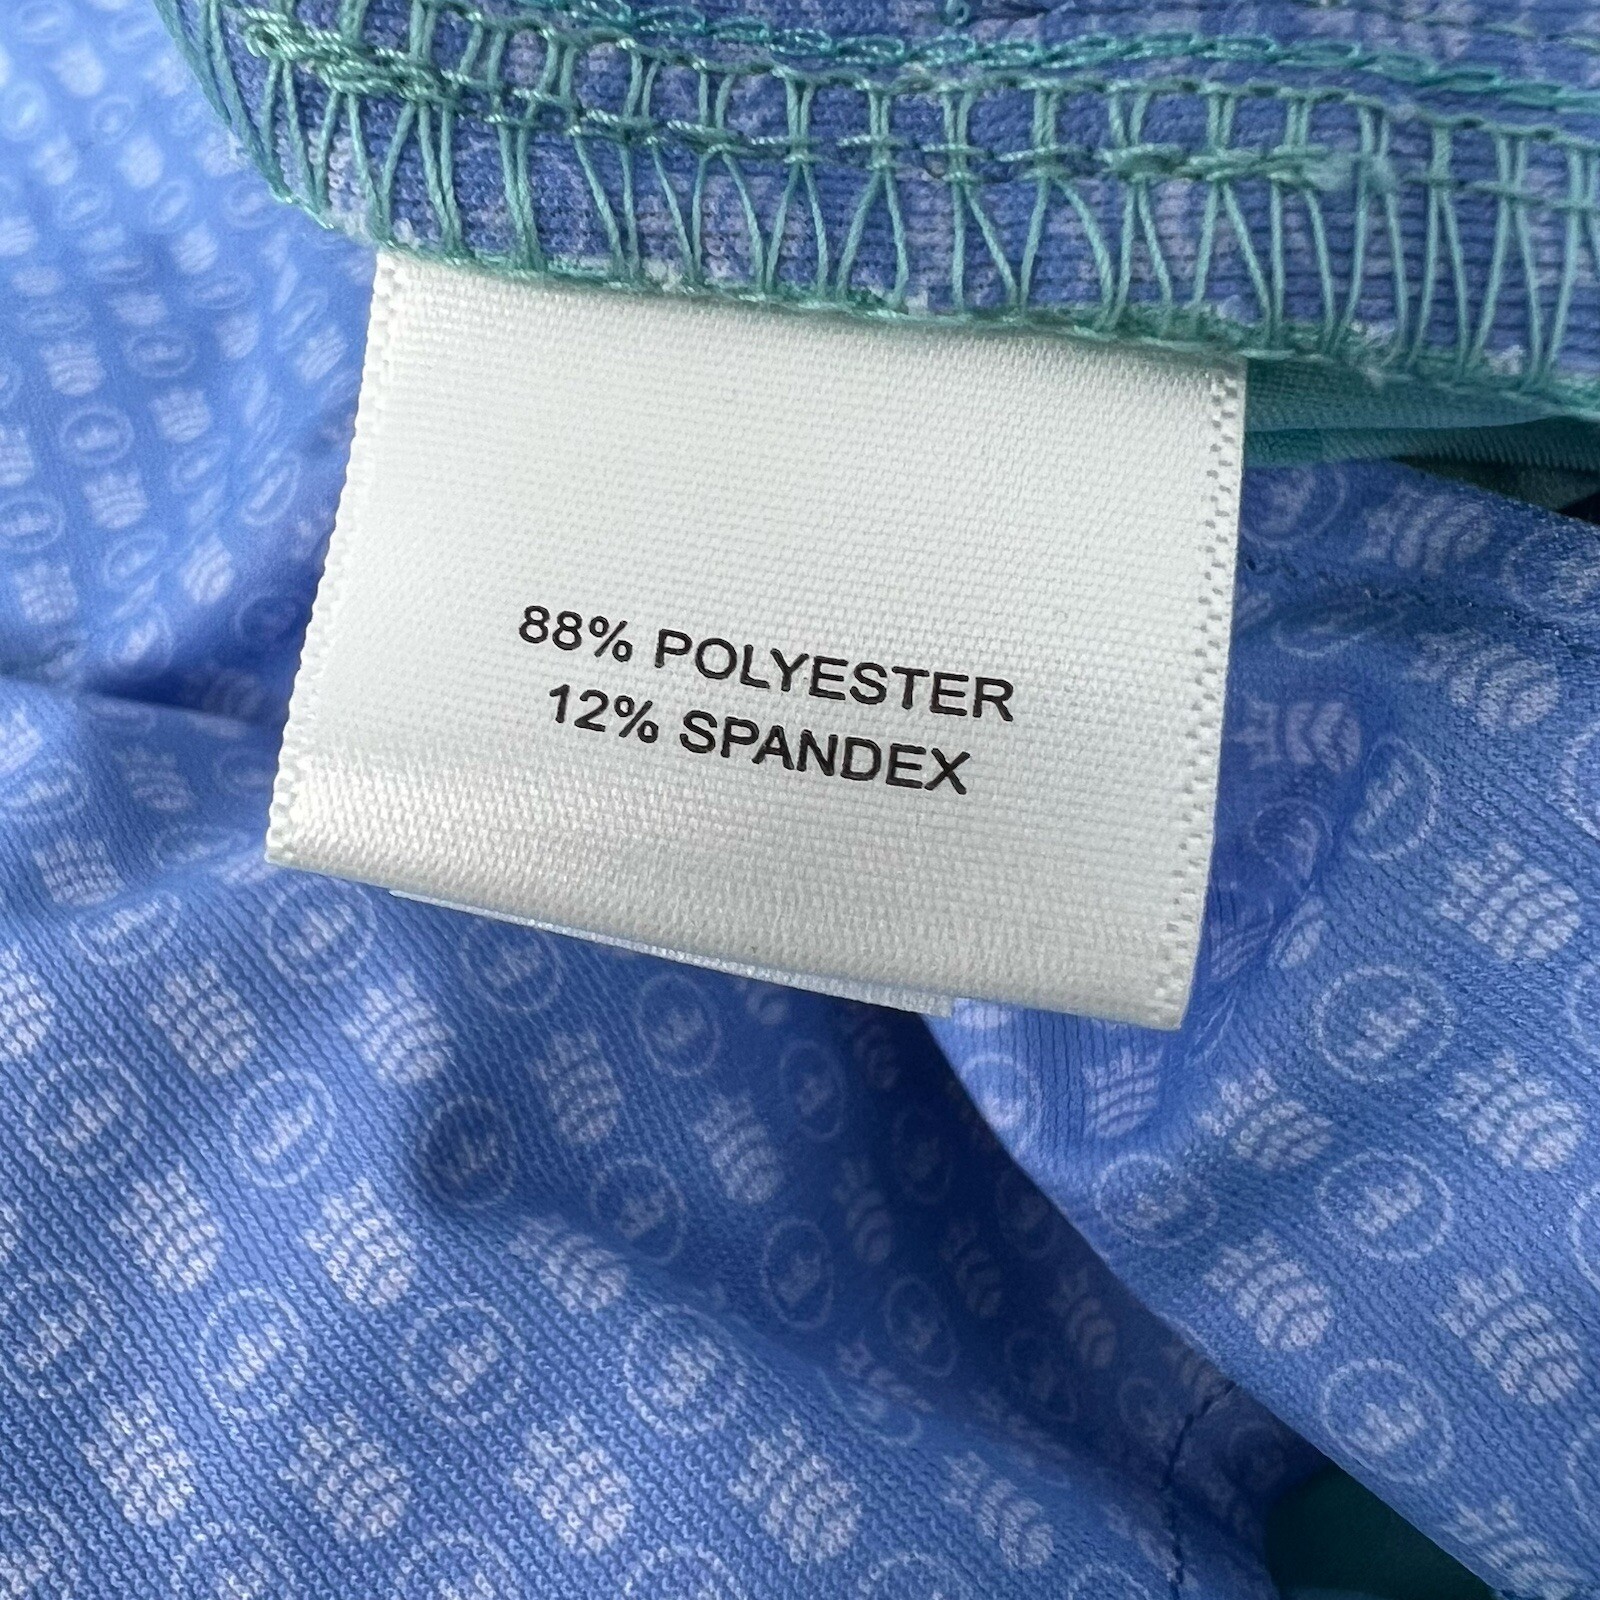 88% POLYESTER
12% SPANDEX